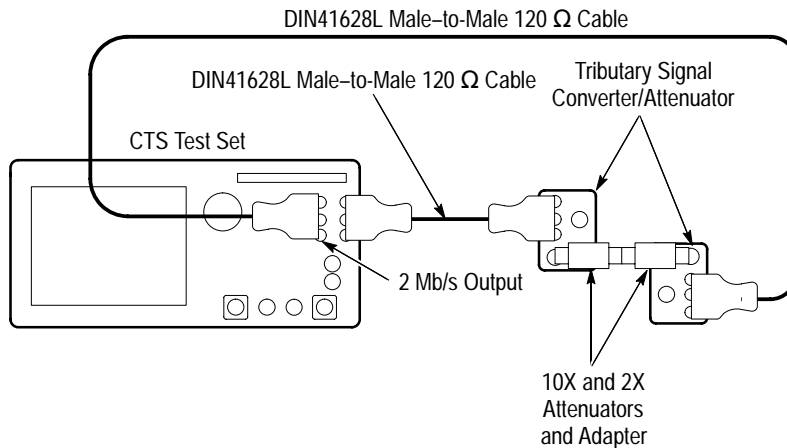 DIN41628L Male–to-Male 120 Ω Cable
DIN41628L Male–to-Male 120 Ω Cable
Tributary Signal
Converter/Attenuator
CTS Test Set
2 Mb/s Output
10X and 2X
Attenuators
and Adapter